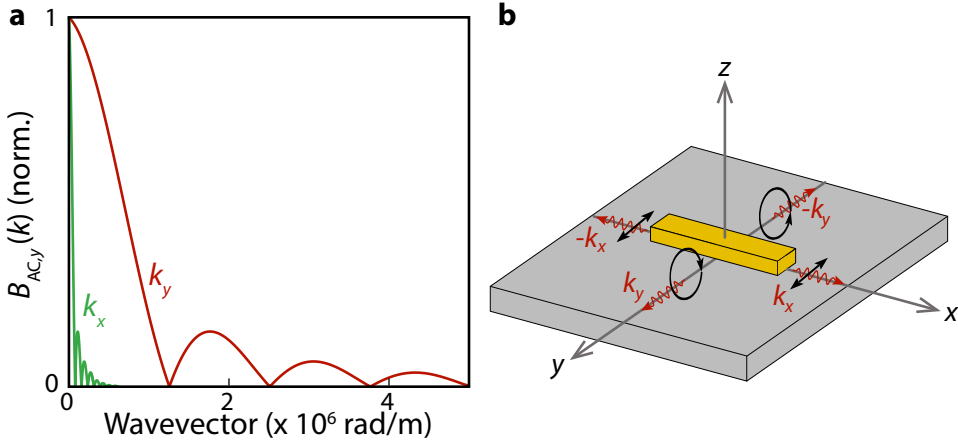 a
1
B_AC,y(k) (norm.)
k_x
k_y
0
0
2
4
Wavevector (x 10^6 rad/m)
b
z
-k_y
-k_x
k_y
k_x
x
y